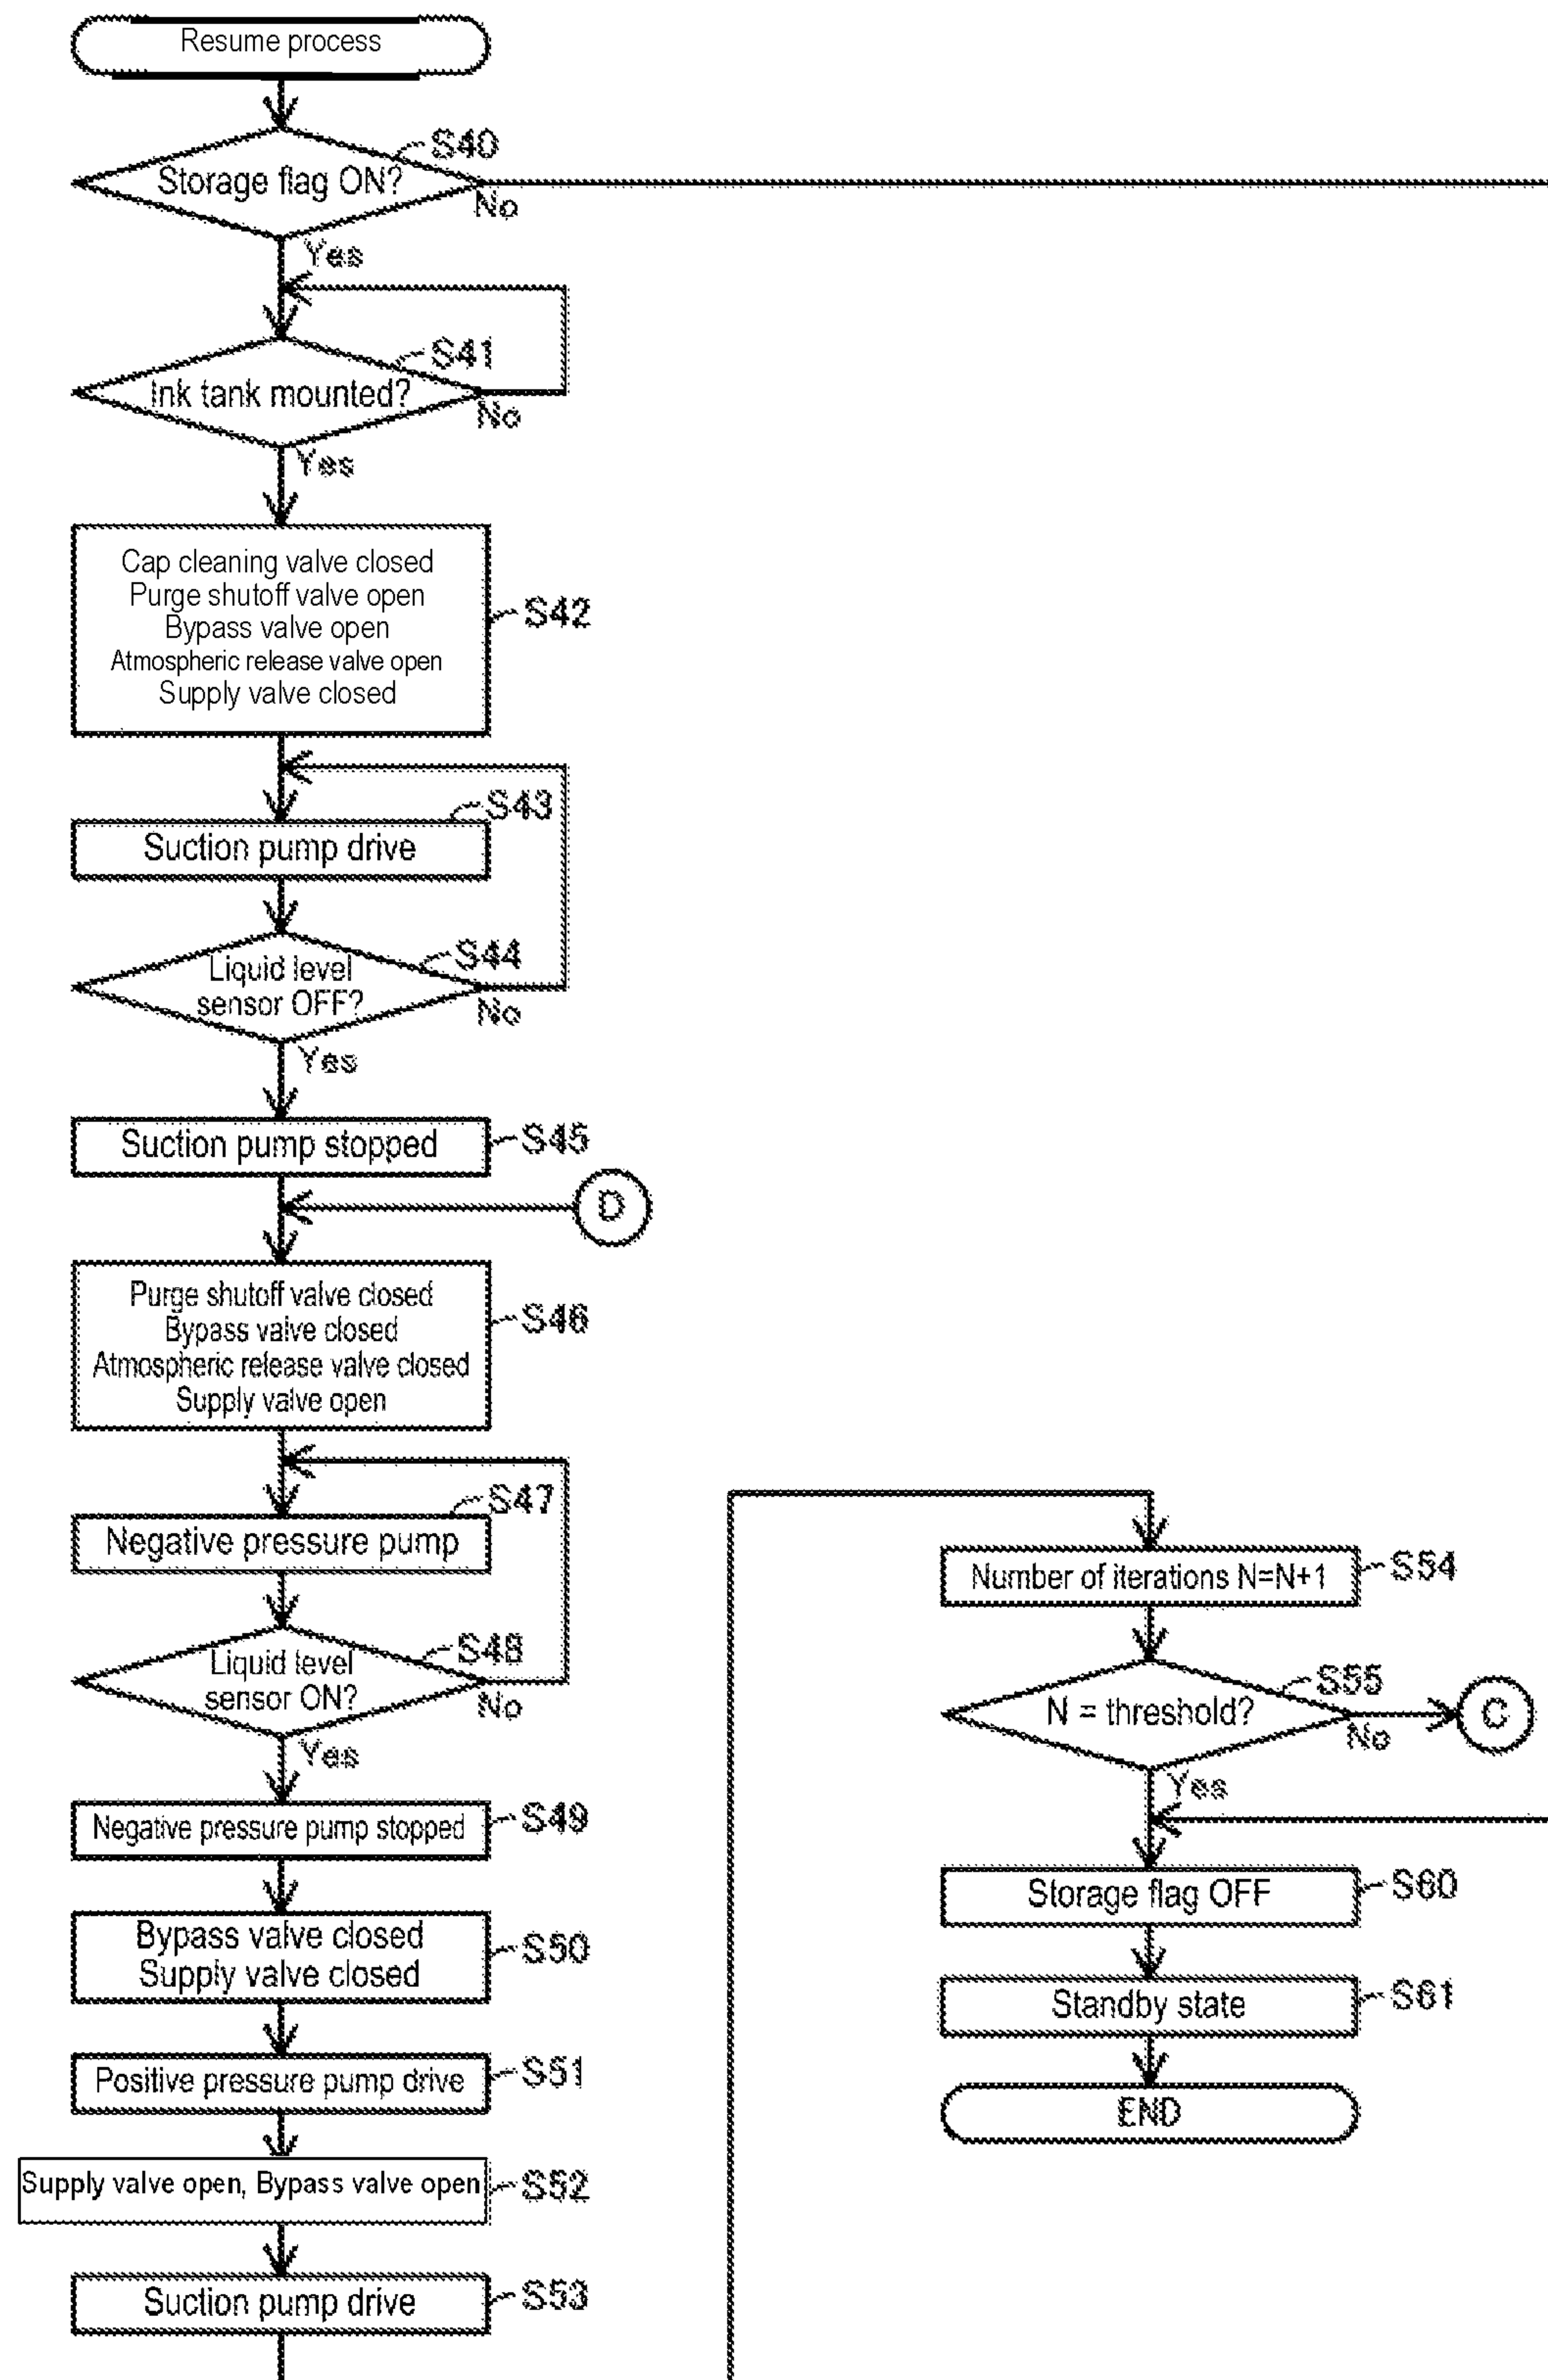 Resume process
S40
Storage flag ON?
No
Yes
S41
Ink tank mounted?
No
Yes
Cap cleaning valve closed
Purge shutoff valve open
Bypass valve open
Atmospheric release valve open
Supply valve closed
S42
S43
Suction pump drive
S44
Liquid level
sensor OFF?
No
Yes
Suction pump stopped
S45
D
Purge shutoff valve closed
Bypass valve closed
Atmospheric release valve closed
Supply valve open
S46
S47
Negative pressure pump
S48
Liquid level
sensor ON?
No
Yes
Negative pressure pump stopped
S49
Bypass valve closed
Supply valve closed
S50
Positive pressure pump drive
S51
Supply valve open, Bypass valve open
S52
Suction pump drive
S53
Number of iterations N=N+1
S54
S55
N = threshold?
No
C
Yes
Storage flag OFF
S60
Standby state
S61
END